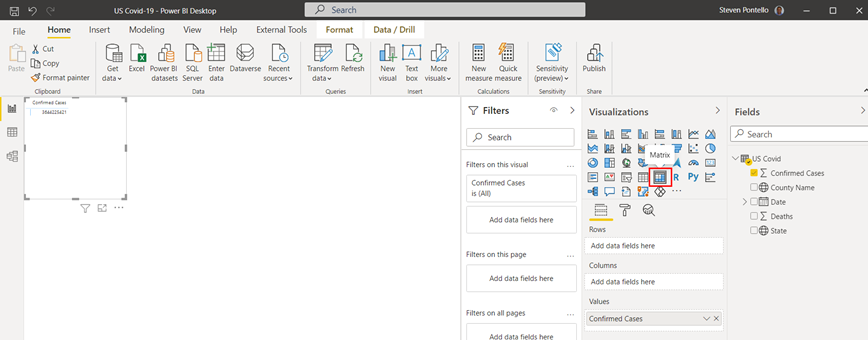 US Covid-19 - Power BI Desktop
Search
Steven Pontello
File
Home
Insert
Modeling
View
Help
External Tools
Format
Data / Drill
Paste
Cut
Copy
Format painter
Clipboard
Get data
Excel
Power BI datasets
SQL Server
Enter data
Dataverse
Recent sources
Data
Transform data
Refresh
Queries
New visual
Text box
More visuals
Insert
New measure
Quick measure
Calculations
Sensitivity (preview)
Sensitivity
Publish
Share
Confirmed Cases
Filters
Search
Filters on this visual
Confirmed Cases
is (All)
Add data fields here
Filters on this page
Add data fields here
Filters on all pages
Add data fields here
Visualizations
Matrix
R
Py
Rows
Add data fields here
Columns
Add data fields here
Values
Confirmed Cases
Fields
Search
US Covid
Confirmed Cases
County Name
Date
Deaths
State